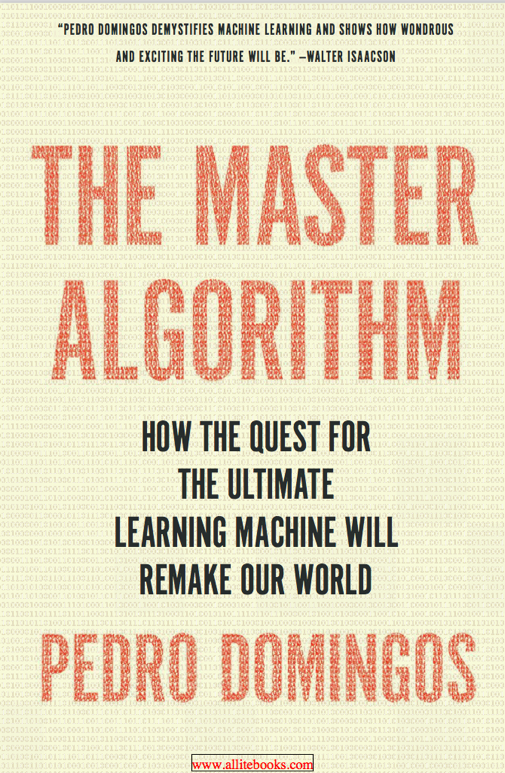 “PEDRO DOMINGOS DEMYSTIFIES MACHINE LEARNING AND SHOWS HOW WONDROUS
AND EXCITING THE FUTURE WILL BE.” —WALTER ISAACSON
THE MASTER
ALGORITHM
HOW THE QUEST FOR
THE ULTIMATE
LEARNING MACHINE WILL
REMAKE OUR WORLD
PEDRO DOMINGOS
www.allitebooks.com